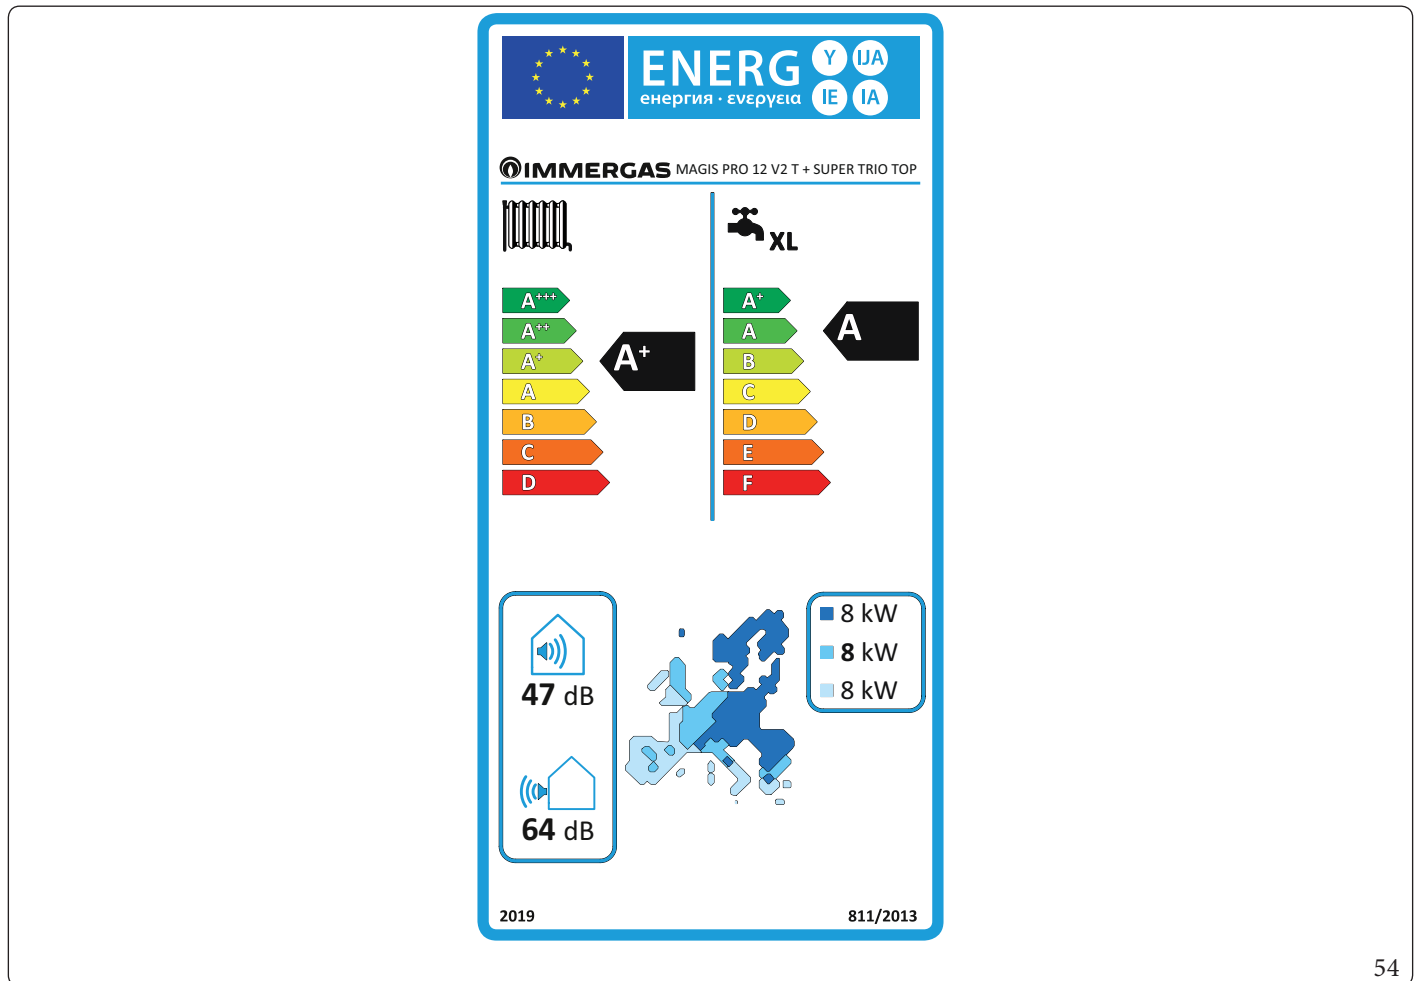 ENERG
Y IJA
IE IA
енергия · ενεργεια
IMMERGAS MAGIS PRO 12 V2 T + SUPER TRIO TOP
XL
A+++
A++
A+
A
B
C
D
A+
A+
A
B
C
D
E
F
A
47 dB
64 dB
8 kW
8 kW
8 kW
2019
811/2013
54